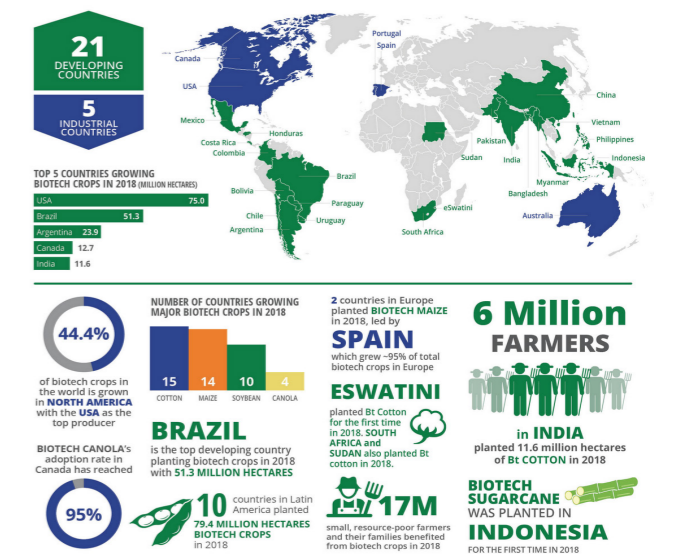 21
DEVELOPING
COUNTRIES
5
INDUSTRIAL
COUNTRIES
Portugal
Spain
Canada
USA
Mexico
Costa Rica
Colombia
Honduras
Bolivia
Chile
Argentina
Brazil
Paraguay
Uruguay
South Africa
eSwatini
Sudan
Pakistan
India
Bangladesh
Myanmar
China
Vietnam
Philippines
Indonesia
Australia
TOP 5 COUNTRIES GROWING
BIOTECH CROPS IN 2018 (MILLION HECTARES)
USA 75.0
Brazil 51.3
Argentina 23.9
Canada 12.7
India 11.6
44.4%
of biotech crops in
the world is grown
in NORTH AMERICA
with the USA as the
top producer
BIOTECH CANOLA's
adoption rate in
Canada has reached
95%
NUMBER OF COUNTRIES GROWING
MAJOR BIOTECH CROPS IN 2018
15 14 10 4
COTTON MAIZE SOYBEAN CANOLA
BRAZIL
is the top developing country
planting biotech crops in 2018
with 51.3 MILLION HECTARES
10 countries in Latin
America planted
79.4 MILLION HECTARES
BIOTECH CROPS
in 2018
2 countries in Europe
planted BIOTECH MAIZE
in 2018, led by
SPAIN
which grew ~95% of total
biotech crops in Europe
ESWATINI
planted Bt Cotton
for the first time
in 2018. SOUTH
AFRICA and
SUDAN also planted Bt
cotton in 2018.
17M
small, resource-poor farmers
and their families benefited
from biotech crops in 2018
6 Million
FARMERS
in INDIA
planted 11.6 million hectares
of Bt COTTON in 2018
BIOTECH
SUGARCANE
WAS PLANTED IN
INDONESIA
FOR THE FIRST TIME IN 2018